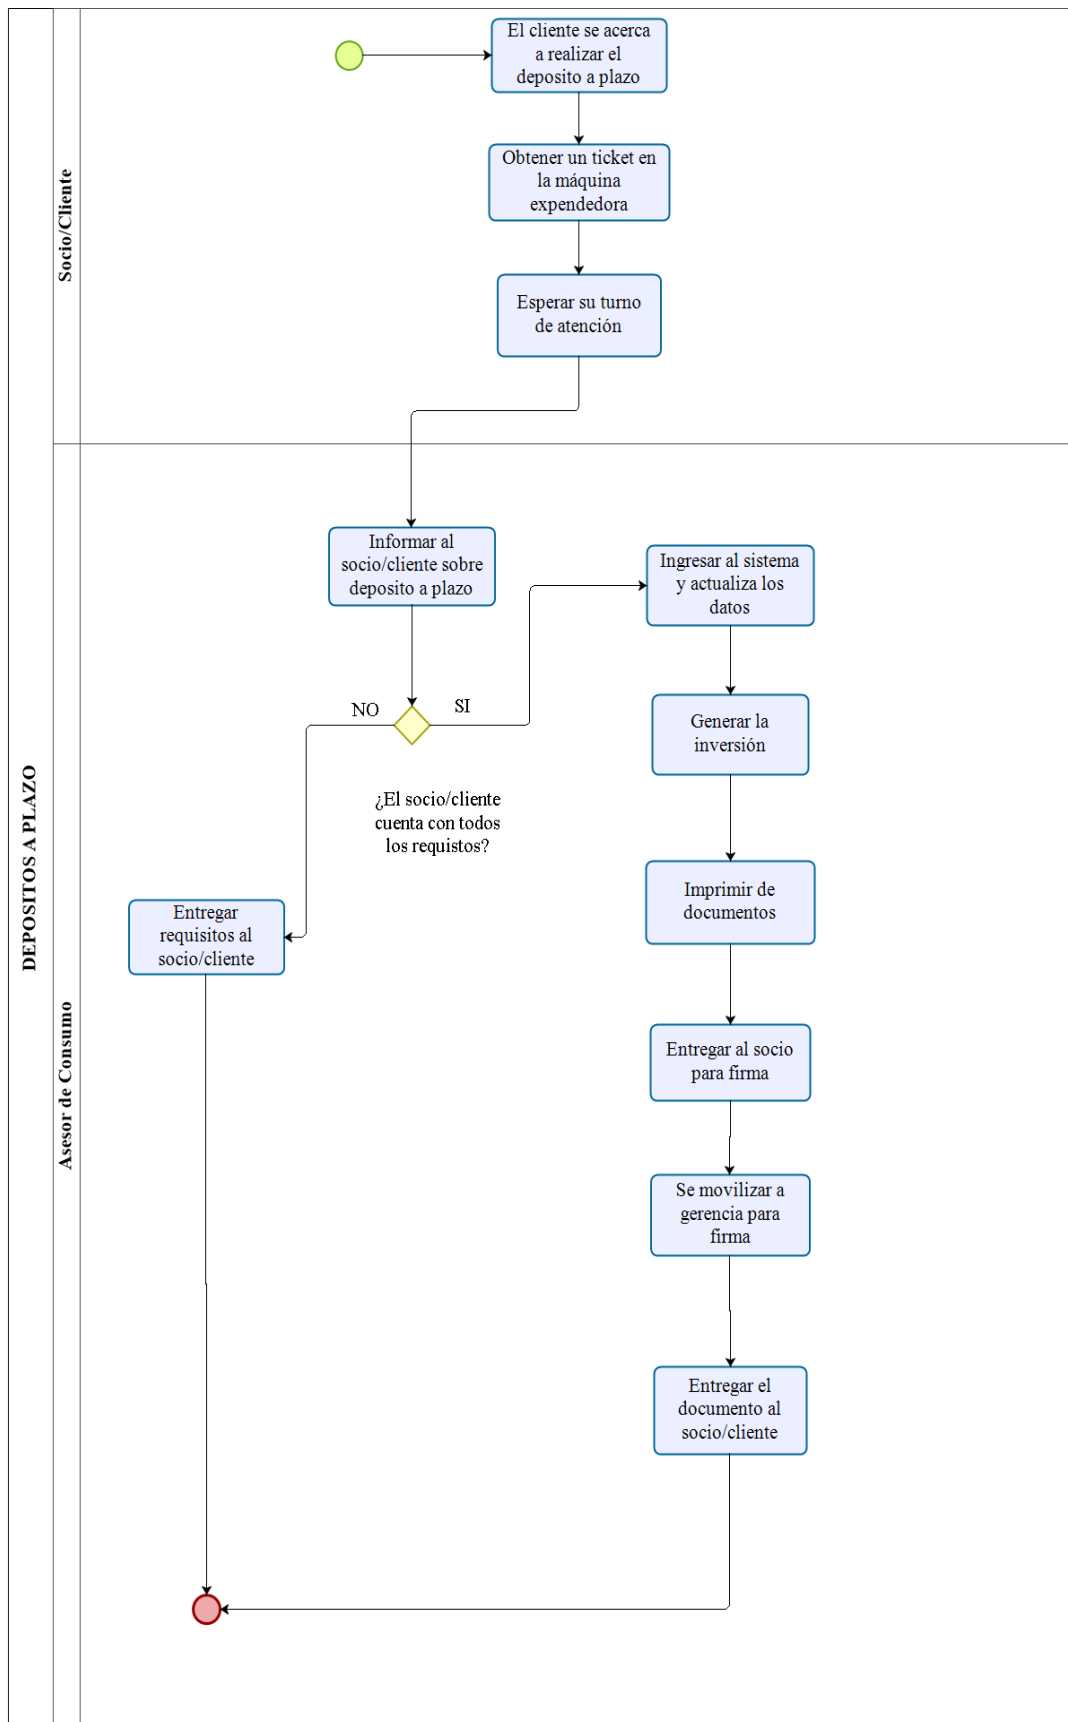 DEPOSITOS A PLAZO
Socio/Cliente
El cliente se acerca
a realizar el
deposito a plazo
Obtener un ticket en
la máquina
expendedora
Esperar su turno
de atención
Asesor de Consumo
Informar al
socio/cliente sobre
deposito a plazo
NO
SI
¿El socio/cliente
cuenta con todos
los requistos?
Entregar
requisitos al
socio/cliente
Ingresar al sistema
y actualiza los
datos
Generar la
inversión
Imprimir de
documentos
Entregar al socio
para firma
Se movilizar a
gerencia para
firma
Entregar el
documento al
socio/cliente